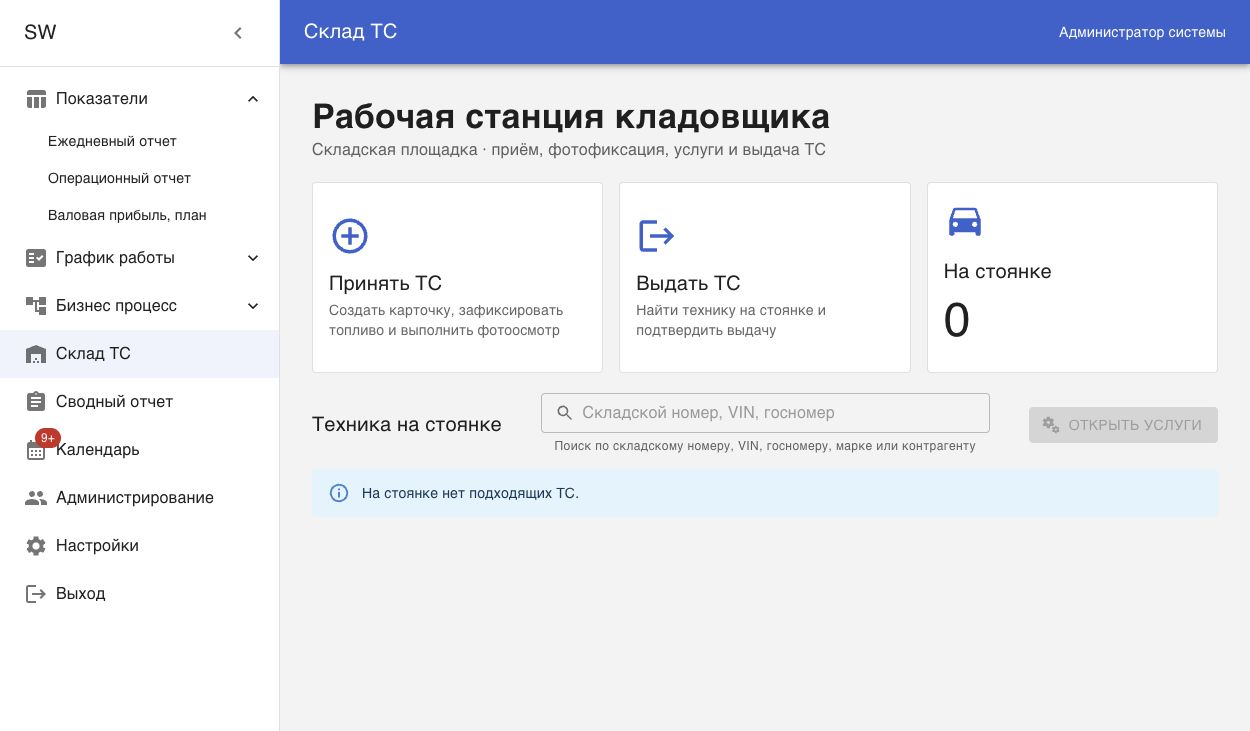 SW
Склад ТС
Администратор системы
Показатели
Ежедневный отчет
Операционный отчет
Валовая прибыль, план
График работы
Бизнес процесс
Склад ТС
Сводный отчет
9+
Календарь
Администрирование
Настройки
Выход
Рабочая станция кладовщика
Складская площадка · приём, фотофиксация, услуги и выдача ТС
Принять ТС
Создать карточку, зафиксировать
топливо и выполнить фотоосмотр
Выдать ТС
Найти технику на стоянке и
подтвердить выдачу
На стоянке
0
Техника на стоянке
Складской номер, VIN, госномер
Поиск по складскому номеру, VIN, госномеру, марке или контрагенту
ОТКРЫТЬ УСЛУГИ
На стоянке нет подходящих ТС.